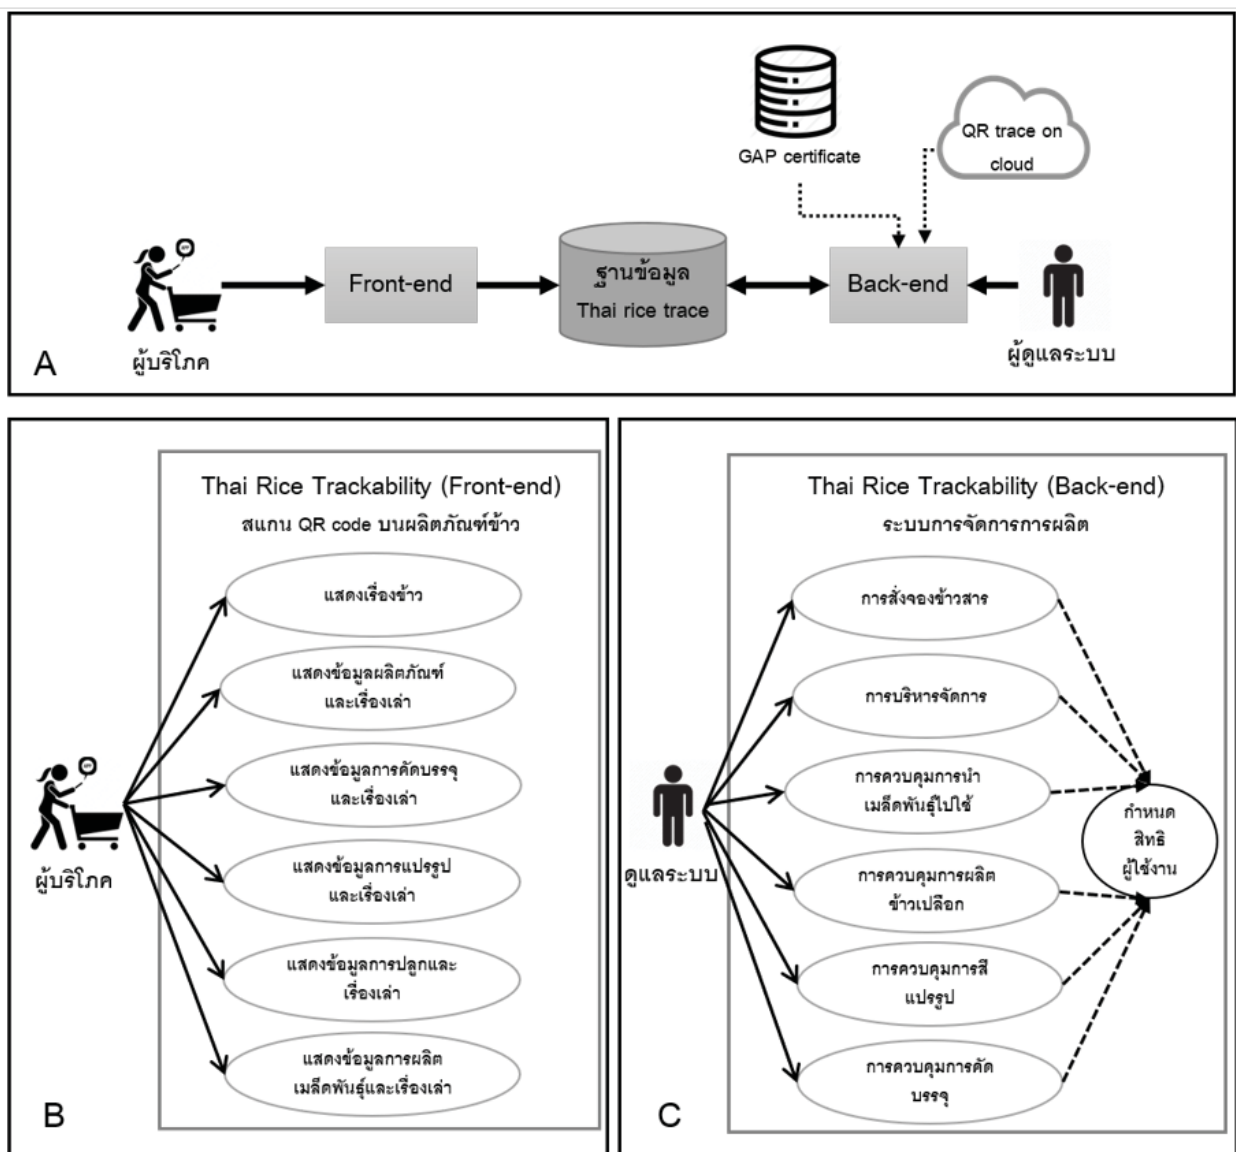 GAP certificate
QR trace on
cloud
Front-end
ฐานข้อมูล
Thai rice trace
Back-end
ผู้บริโภค
ผู้ดูแลระบบ
A
Thai Rice Trackability (Front-end)
สแกน QR code บนผลิตภัณฑ์ข้าว
แสดงเรื่องข้าว
แสดงข้อมูลผลิตภัณฑ์
และเรื่องเล่า
แสดงข้อมูลการคัดบรรจุ
และเรื่องเล่า
ผู้บริโภค
แสดงข้อมูลการแปรรูป
และเรื่องเล่า
แสดงข้อมูลการปลูกและ
เรื่องเล่า
แสดงข้อมูลการผลิต
เมล็ดพันธุ์และเรื่องเล่า
B
Thai Rice Trackability (Back-end)
ระบบการจัดการการผลิต
การสั่งจองข้าวสาร
การบริหารจัดการ
การควบคุมการนำ
เมล็ดพันธุ์ไปใช้
กำหนด
สิทธิ
ผู้ใช้งาน
ดูแลระบบ
การควบคุมการผลิต
ข้าวเปลือก
การควบคุมการสี
แปรรูป
การควบคุมการคัด
บรรจุ
C